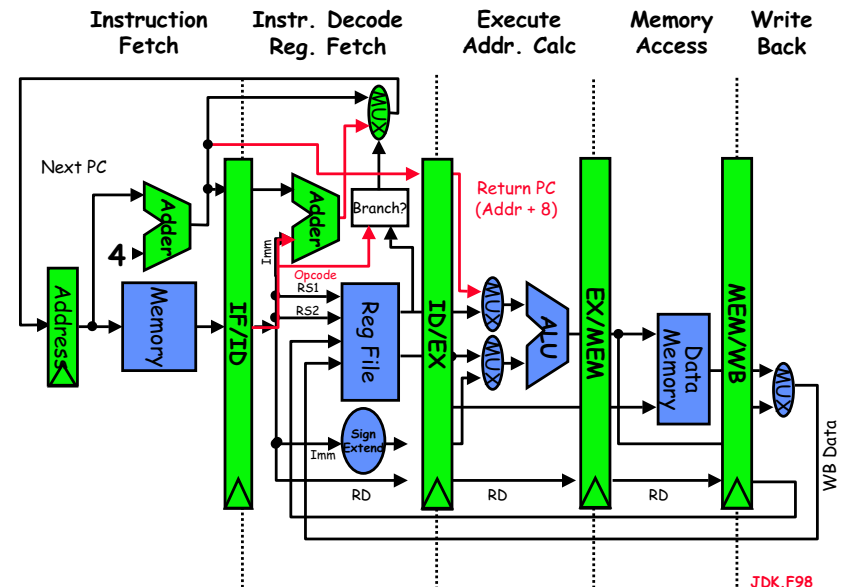 Instruction
Fetch
Instr. Decode
Reg. Fetch
Execute
Addr. Calc
Memory
Access
Write
Back
Next PC
MUX
Adder
4
Address
Memory
IF/ID
Adder
Imm
Branch?
Opcode
RS1
RS2
Reg File
Sign
Extend
Imm
RD
ID/EX
Return PC
(Addr + 8)
MUX
MUX
ALU
RD
EX/MEM
Data
Memory
RD
MEM/WB
MUX
WB Data
JDK.F98